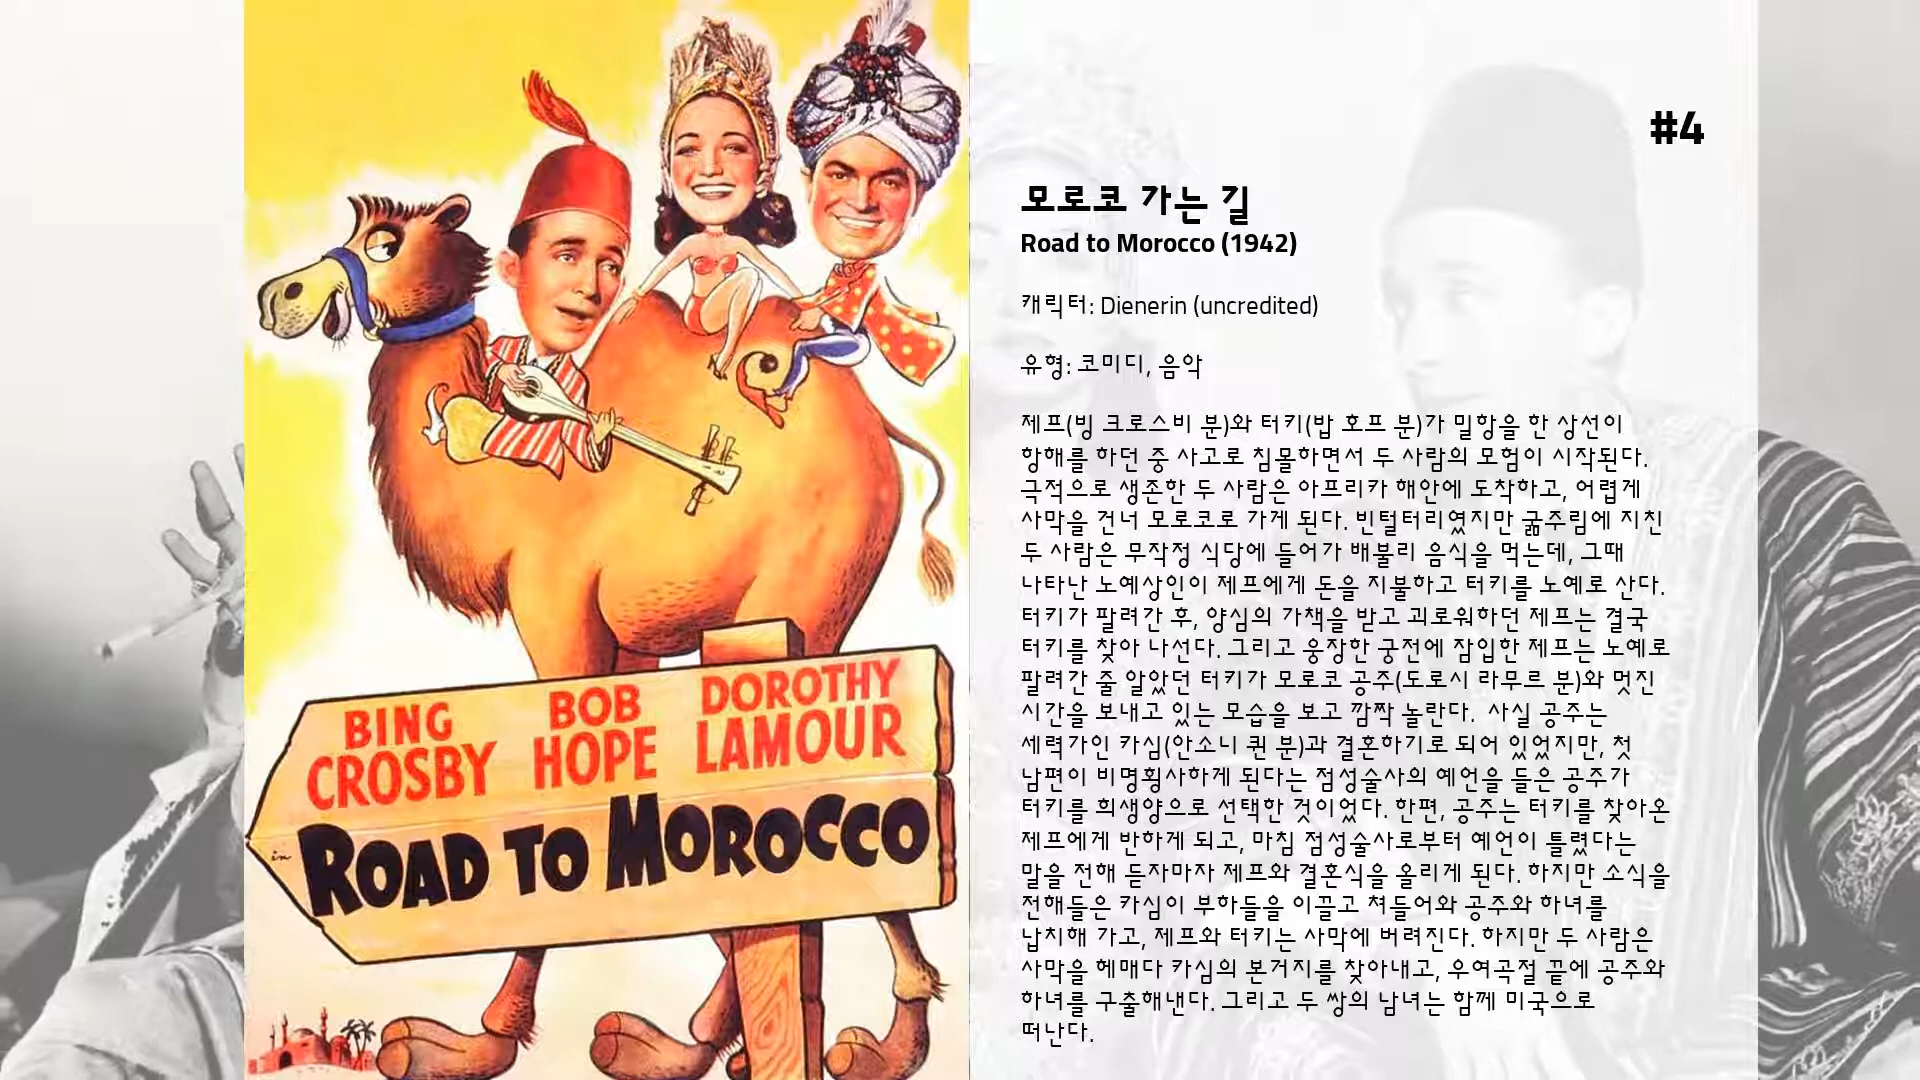 BING
CROSBY
BOB
HOPE
DOROTHY
LAMOUR
in
ROAD TO MOROCCO
#4
모로코 가는 길
Road to Morocco (1942)
캐릭터: Dienerin (uncredited)
유형: 코미디, 음악
제프(빙 크로스비 분)와 터키(밥 호프 분)가 밀항을 한 상선이
항해를 하던 중 사고로 침몰하면서 두 사람의 모험이 시작된다.
극적으로 생존한 두 사람은 아프리카 해안에 도착하고, 어렵게
사막을 건너 모로코로 가게 된다. 빈털터리였지만 굶주림에 지친
두 사람은 무작정 식당에 들어가 배불리 음식을 먹는데, 그때
나타난 노예상인이 제프에게 돈을 지불하고 터키를 노예로 산다.
터키가 팔려간 후, 양심의 가책을 받고 괴로워하던 제프는 결국
터키를 찾아 나선다. 그리고 웅장한 궁전에 잠입한 제프는 노예로
팔려간 줄 알았던 터키가 모로코 공주(도로시 라무르 분)와 멋진
시간을 보내고 있는 모습을 보고 깜짝 놀란다. 사실 공주는
세력가인 카심(안소니 퀸 분)과 결혼하기로 되어 있었지만, 첫
남편이 비명횡사하게 된다는 점성술사의 예언을 들은 공주가
터키를 희생양으로 선택한 것이었다. 한편, 공주는 터키를 찾아온
제프에게 반하게 되고, 마침 점성술사로부터 예언이 틀렸다는
말을 전해 듣자마자 제프와 결혼식을 올리게 된다. 하지만 소식을
전해들은 카심이 부하들을 이끌고 쳐들어와 공주와 하녀를
납치해 가고, 제프와 터키는 사막에 버려진다. 하지만 두 사람은
사막을 헤매다 카심의 본거지를 찾아내고, 우여곡절 끝에 공주와
하녀를 구출해낸다. 그리고 두 쌍의 남녀는 함께 미국으로
떠난다.